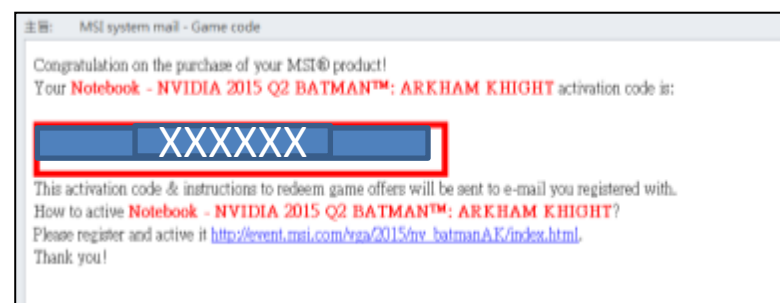 主旨: MSI system mail - Game code
Congratulation on the purchase of your MSI® product!
Your Notebook - NVIDIA 2015 Q2 BATMAN™: ARKHAM KHIGHT activation code is:
XXXXXX
This activation code & instructions to redeem game offers will be sent to e-mail you registered with.
How to active Notebook - NVIDIA 2015 Q2 BATMAN™: ARKHAM KHIGHT?
Please register and active it http://event.msi.com/vga/2015/nv_batmanAK/index.html.
Thank you!